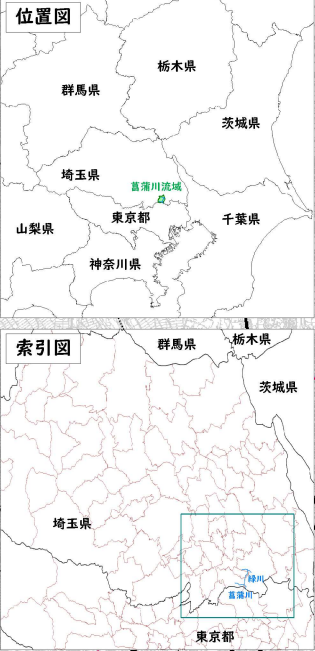 位置図
栃木県
群馬県
茨城県
埼玉県
菖蒲川流域
東京都
千葉県
山梨県
神奈川県
索引図
群馬県
栃木県
茨城県
埼玉県
緑川
菖蒲川
東京都